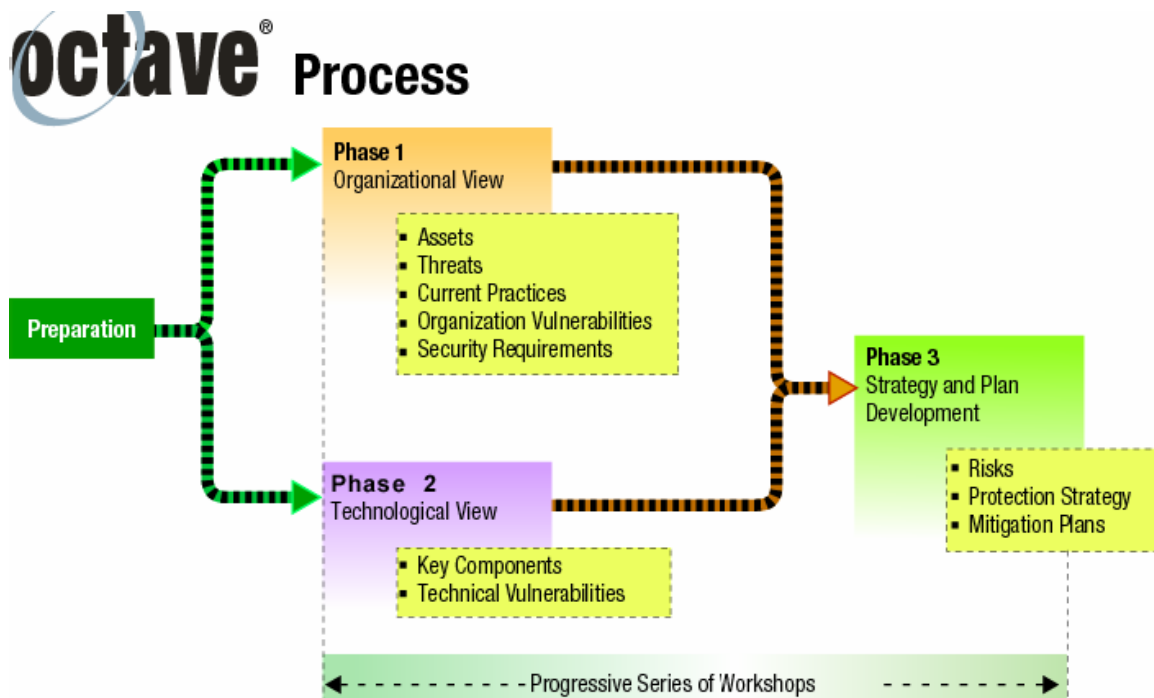 octave® Process
Phase 1
Organizational View
▪ Assets
▪ Threats
▪ Current Practices
▪ Organization Vulnerabilities
▪ Security Requirements
Preparation
Phase 3
Strategy and Plan
Development
▪ Risks
▪ Protection Strategy
▪ Mitigation Plans
Phase 2
Technological View
▪ Key Components
▪ Technical Vulnerabilities
Progressive Series of Workshops